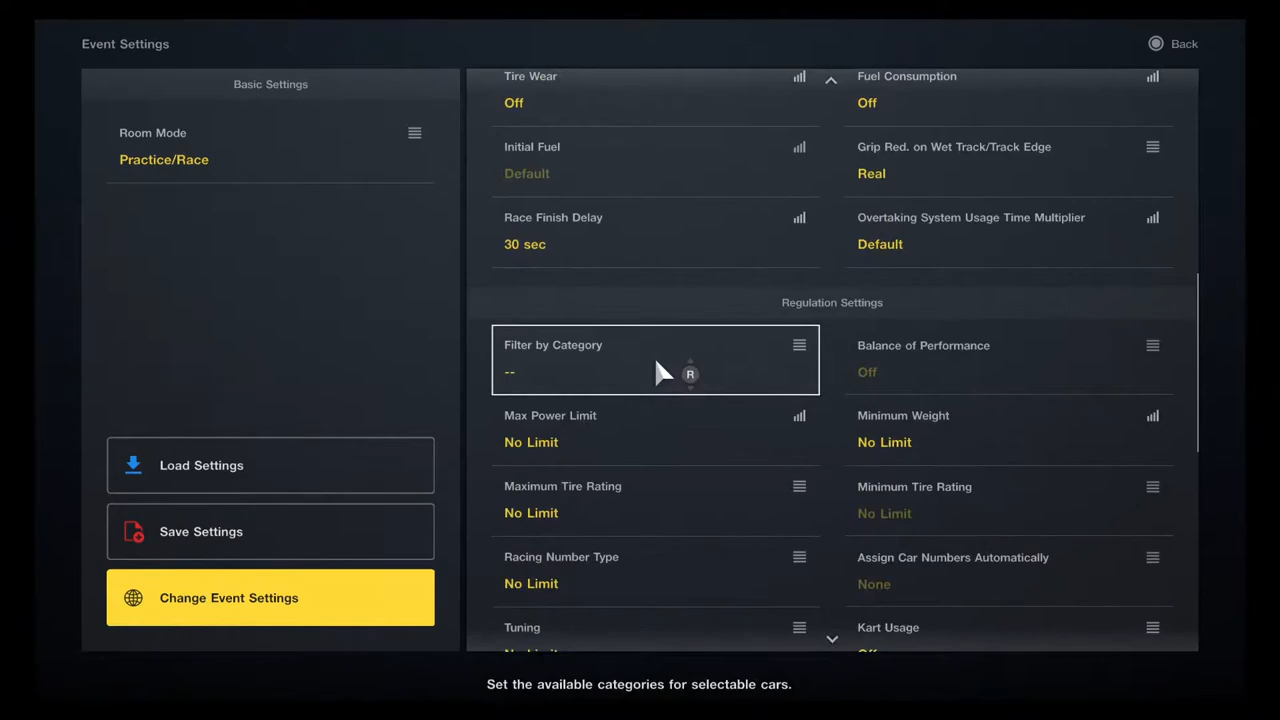 Event Settings
Back
Basic Settings
Room Mode
Practice/Race
Load Settings
Save Settings
Change Event Settings
Tire Wear
Off
Fuel Consumption
Off
Initial Fuel
Default
Grip Red. on Wet Track/Track Edge
Real
Race Finish Delay
30 sec
Overtaking System Usage Time Multiplier
Default
Regulation Settings
Filter by Category
--
R
Balance of Performance
Off
Max Power Limit
No Limit
Minimum Weight
No Limit
Maximum Tire Rating
No Limit
Minimum Tire Rating
No Limit
Racing Number Type
No Limit
Assign Car Numbers Automatically
None
Tuning
No Limit
Kart Usage
Off
Set the available categories for selectable cars.